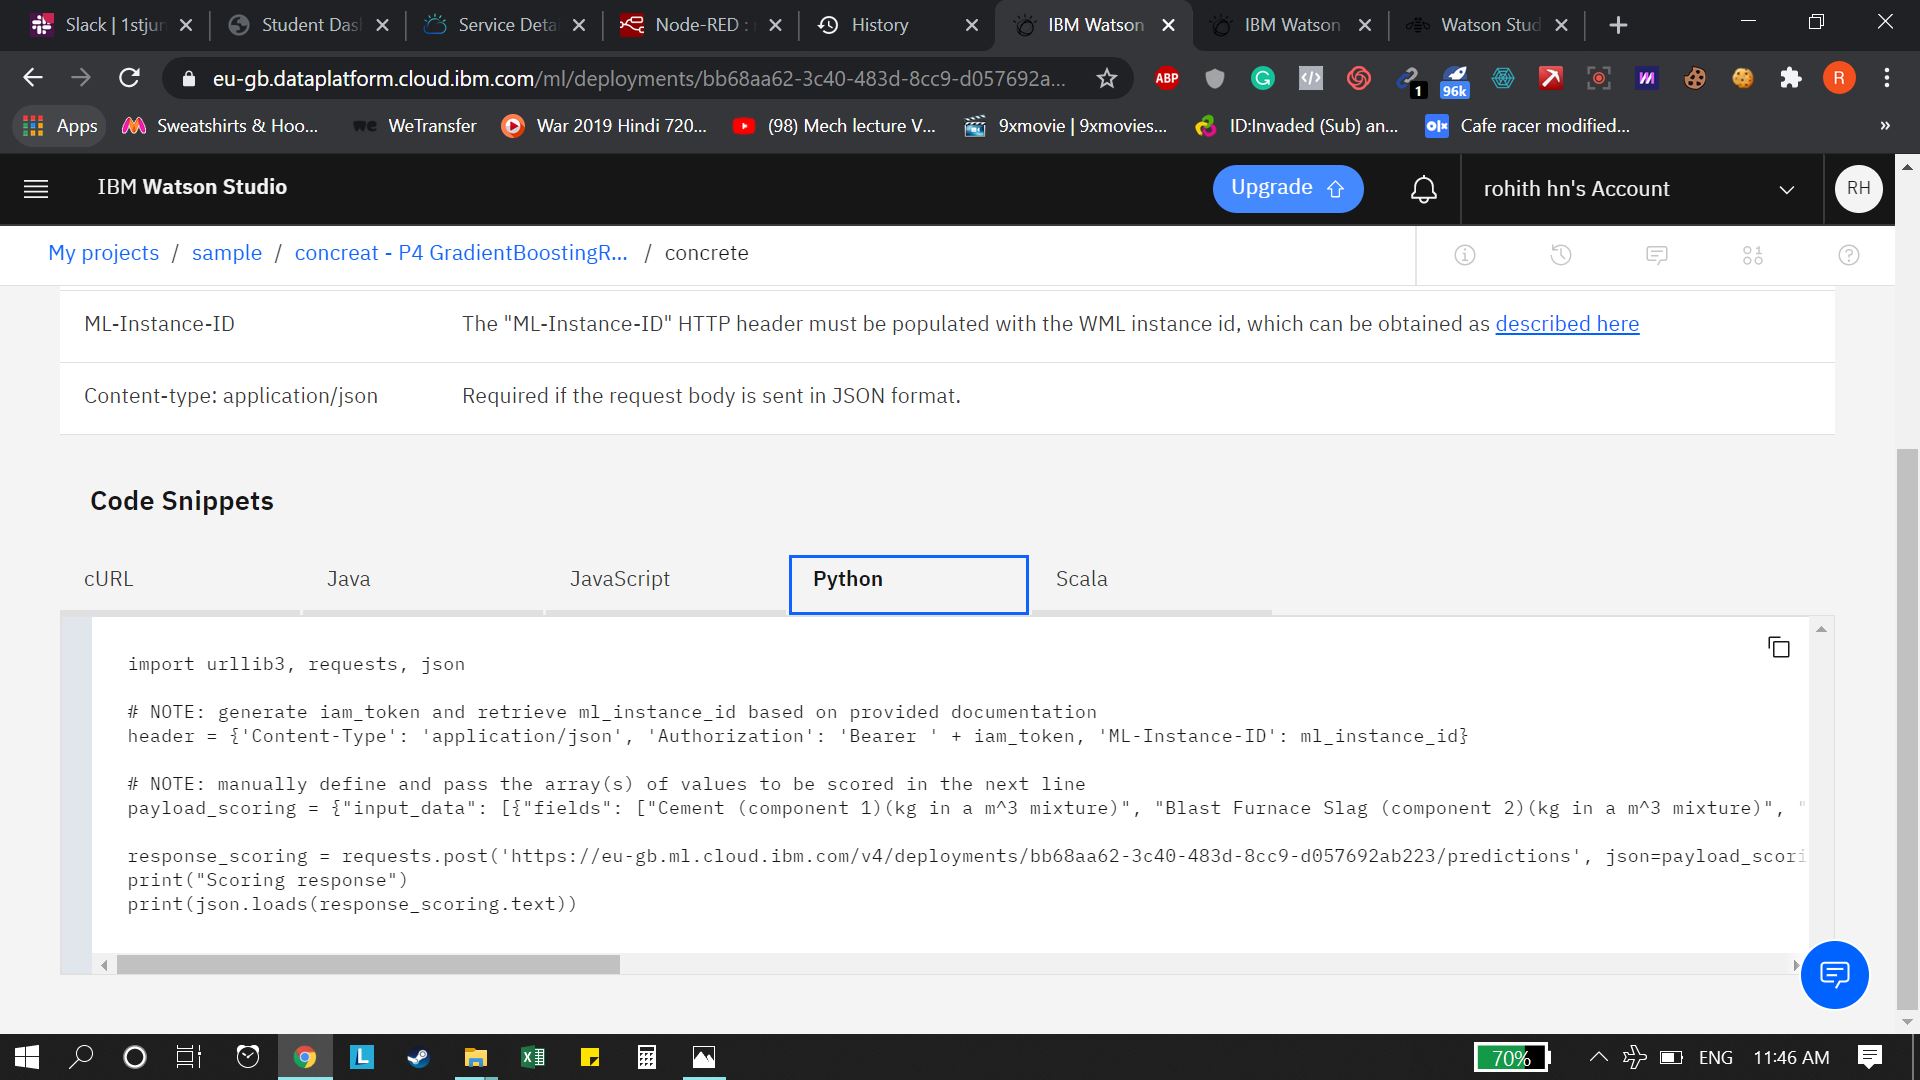 Slack | 1stjun
Student Das
Service Deta
Node-RED :
History
IBM Watson
IBM Watson
Watson Stud
eu-gb.dataplatform.cloud.ibm.com/ml/deployments/bb68aa62-3c40-483d-8cc9-d057692a...
ABP
1
96k
R
Apps
Sweatshirts & Hoo...
we WeTransfer
War 2019 Hindi 720...
(98) Mech lecture V...
9xmovie | 9xmovies...
ID:Invaded (Sub) an...
olx Cafe racer modified...
»
IBM Watson Studio
Upgrade
rohith hn's Account
RH
My projects / sample / concreat - P4 GradientBoostingR... / concrete
ML-Instance-ID
The "ML-Instance-ID" HTTP header must be populated with the WML instance id, which can be obtained as described here
Content-type: application/json
Required if the request body is sent in JSON format.
Code Snippets
cURL
Java
JavaScript
Python
Scala
import urllib3, requests, json
# NOTE: generate iam_token and retrieve ml_instance_id based on provided documentation
header = {'Content-Type': 'application/json', 'Authorization': 'Bearer ' + iam_token, 'ML-Instance-ID': ml_instance_id}
# NOTE: manually define and pass the array(s) of values to be scored in the next line
payload_scoring = {"input_data": [{"fields": ["Cement (component 1)(kg in a m^3 mixture)", "Blast Furnace Slag (component 2)(kg in a m^3 mixture)", "
response_scoring = requests.post('https://eu-gb.ml.cloud.ibm.com/v4/deployments/bb68aa62-3c40-483d-8cc9-d057692ab223/predictions', json=payload_scori
print("Scoring response")
print(json.loads(response_scoring.text))
L
70%
ENG
11:46 AM